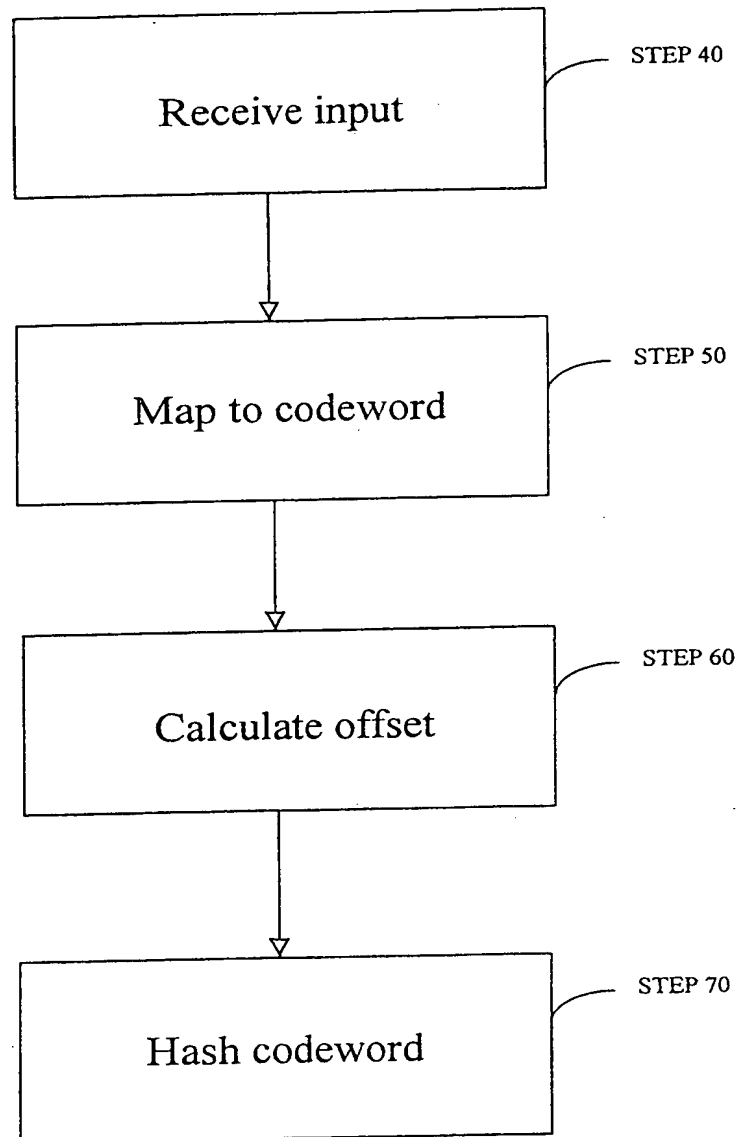 STEP 40
Receive input
STEP 50
Map to codeword
STEP 60
Calculate offset
STEP 70
Hash codeword